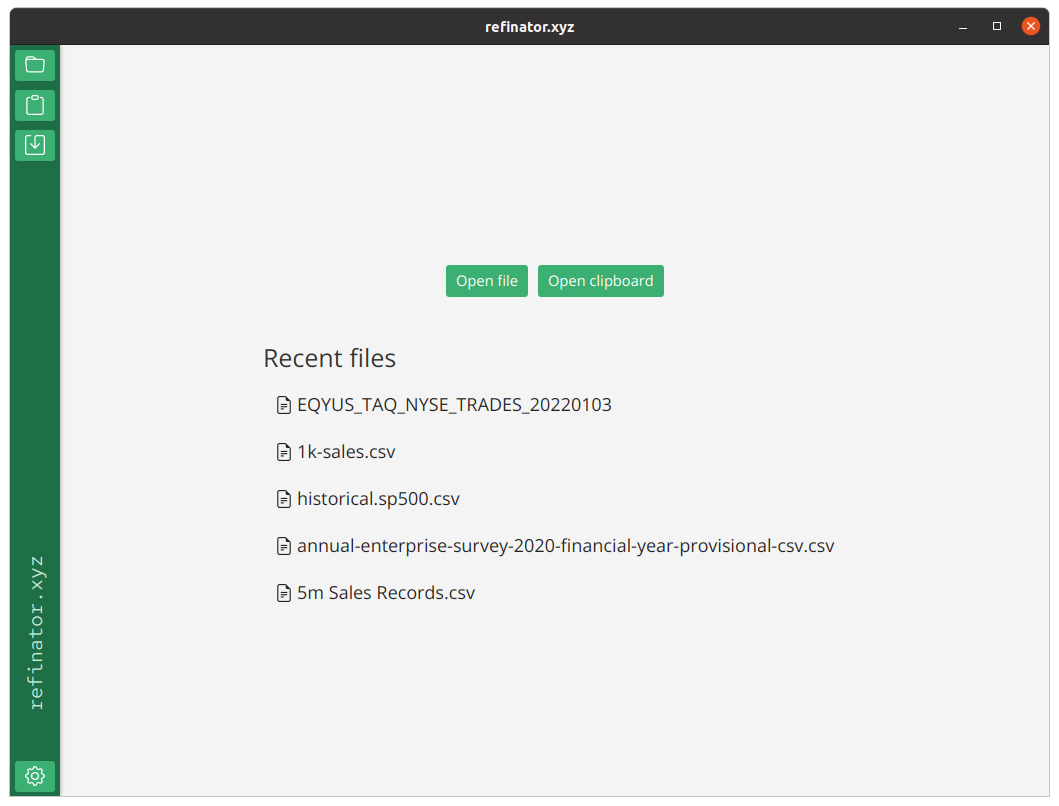 refinator.xyz
Open file
Open clipboard
Recent files
EQYUS_TAQ_NYSE_TRADES_20220103
1k-sales.csv
historical.sp500.csv
annual-enterprise-survey-2020-financial-year-provisional-csv.csv
5m Sales Records.csv
refinator.xyz